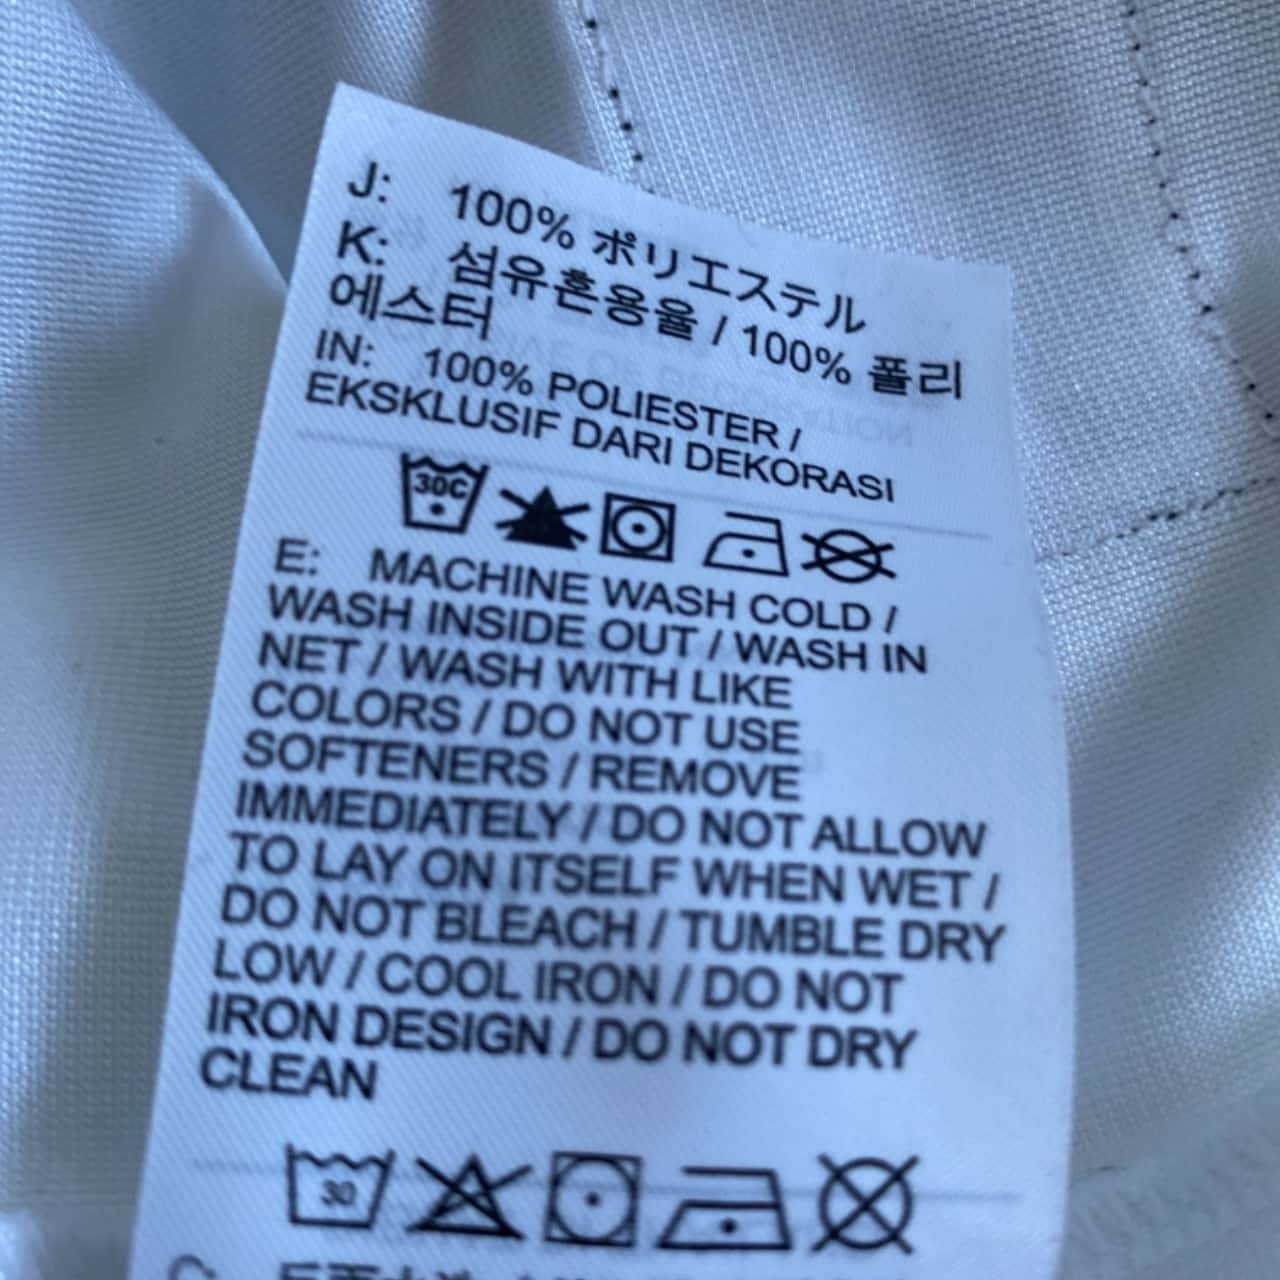 J: 100% ポリエステル
K: 섬유혼용율 / 100% 폴리
에스터
IN: 100% POLIESTER /
EKSKLUSIF DARI DEKORASI
30C
E: MACHINE WASH COLD /
WASH INSIDE OUT / WASH IN
NET / WASH WITH LIKE
COLORS / DO NOT USE
SOFTENERS / REMOVE
IMMEDIATELY / DO NOT ALLOW
TO LAY ON ITSELF WHEN WET /
DO NOT BLEACH / TUMBLE DRY
LOW / COOL IRON / DO NOT
IRON DESIGN / DO NOT DRY
CLEAN
30
C: